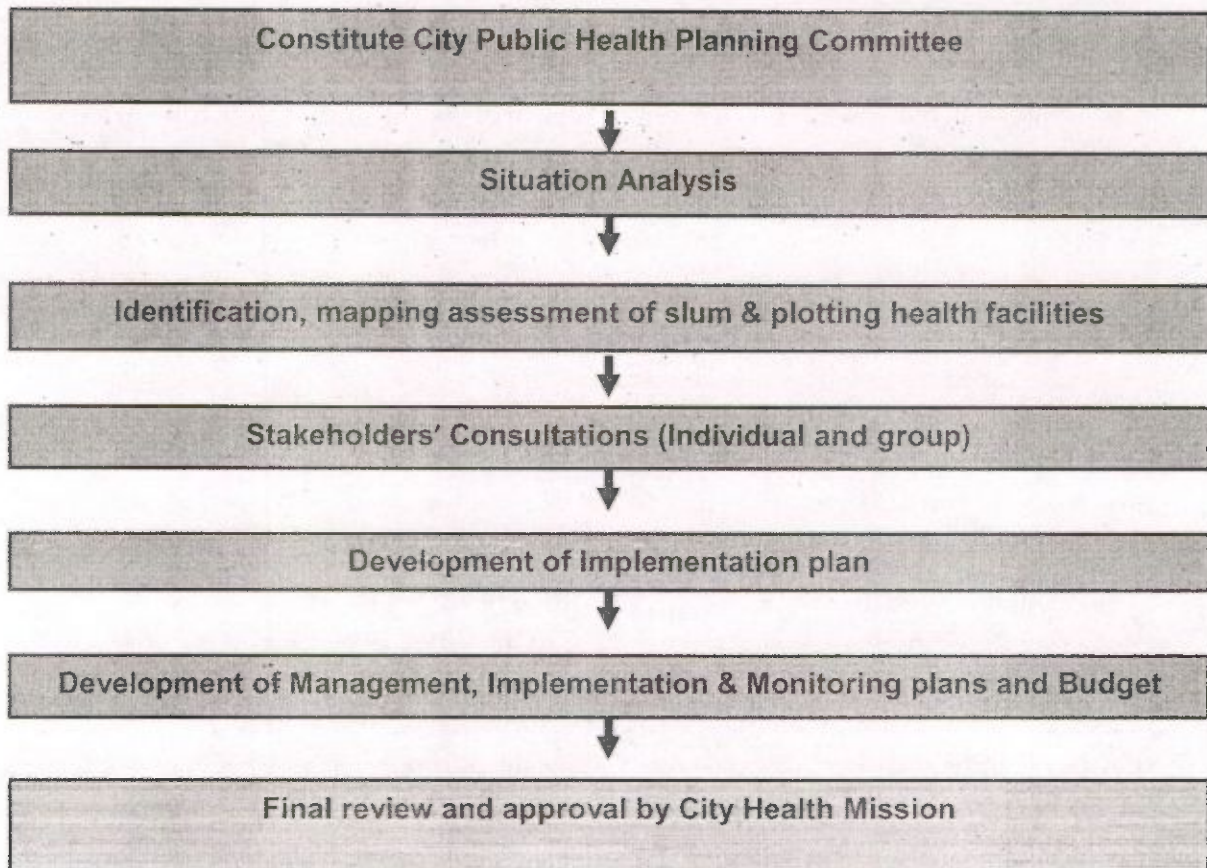 Constitute City Public Health Planning Committee
Situation Analysis
Identification, mapping assessment of slum & plotting health facilities
Stakeholders' Consultations (Individual and group)
Development of Implementation plan
Development of Management, Implementation & Monitoring plans and Budget
Final review and approval by City Health Mission